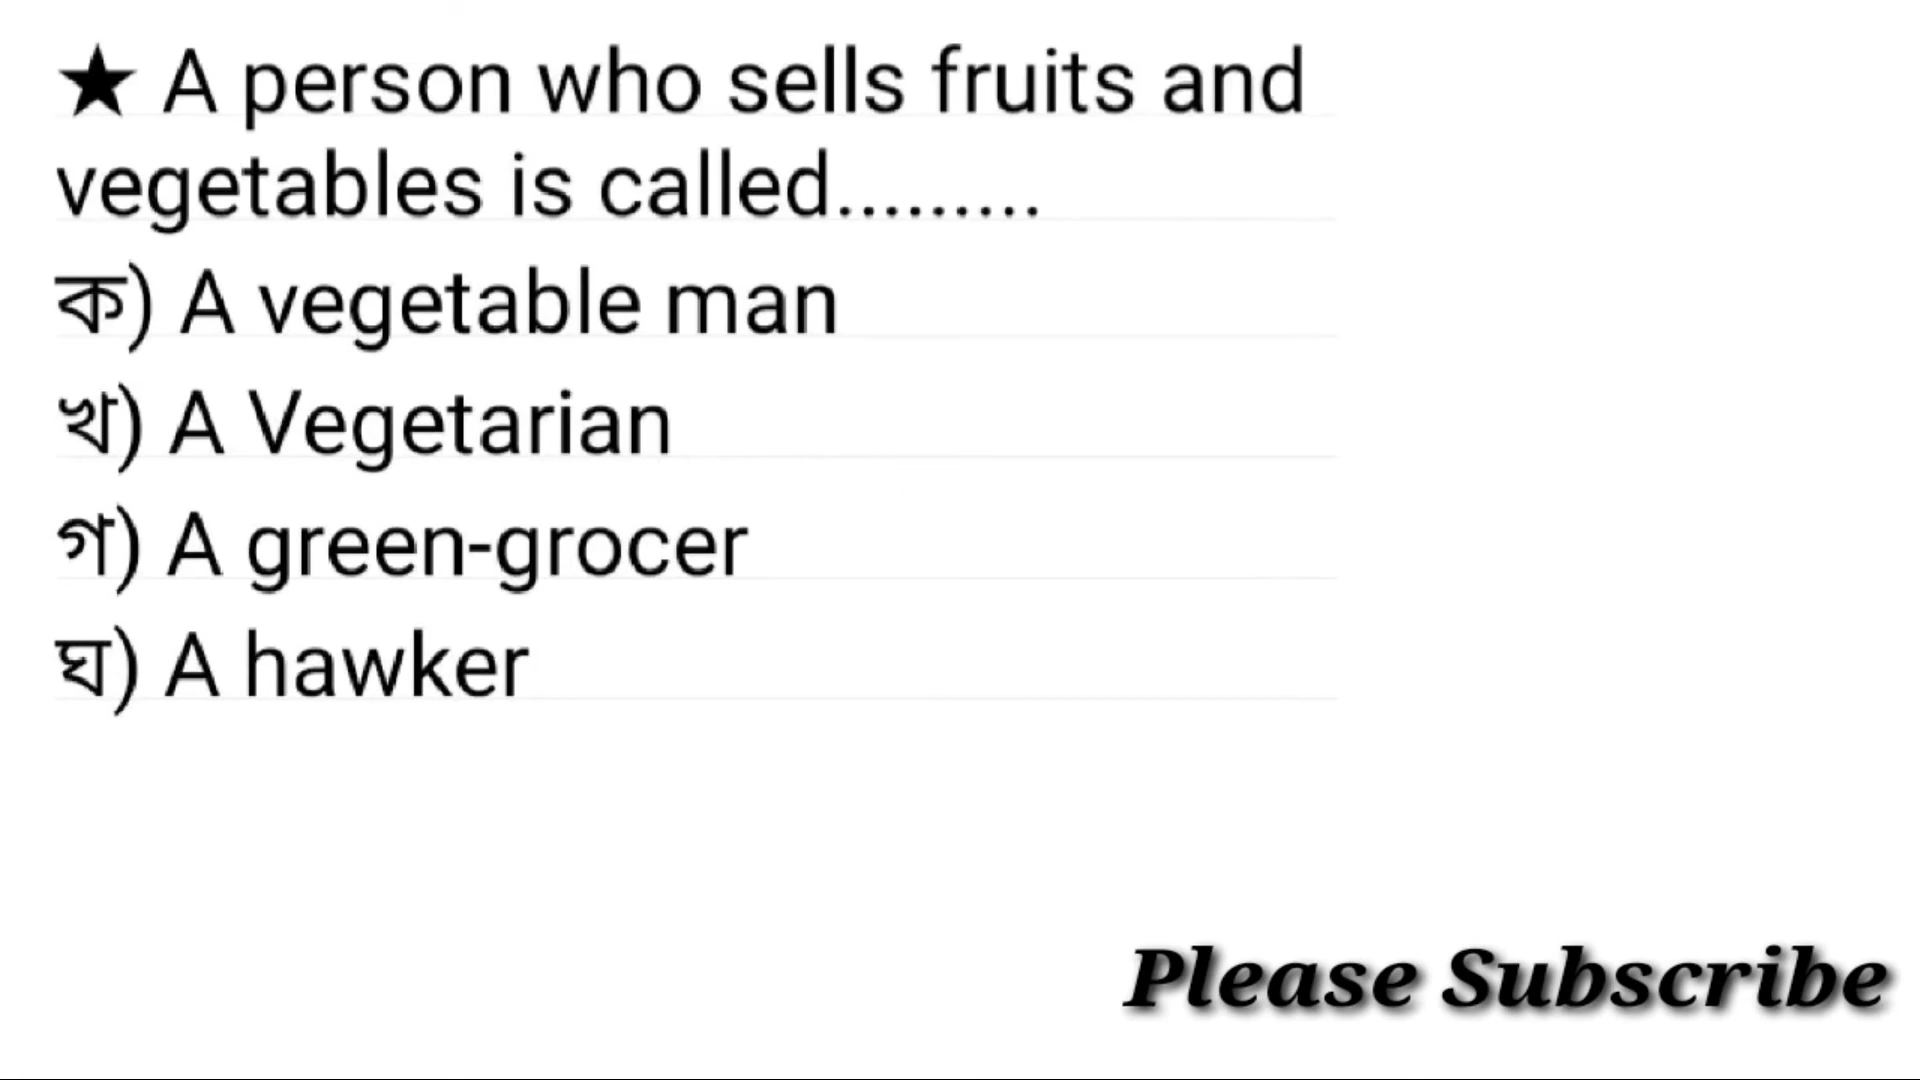 ★ A person who sells fruits and
vegetables is called.........
ক) A vegetable man
খ) A Vegetarian
গ) A green-grocer
ঘ) A hawker
Please Subscribe